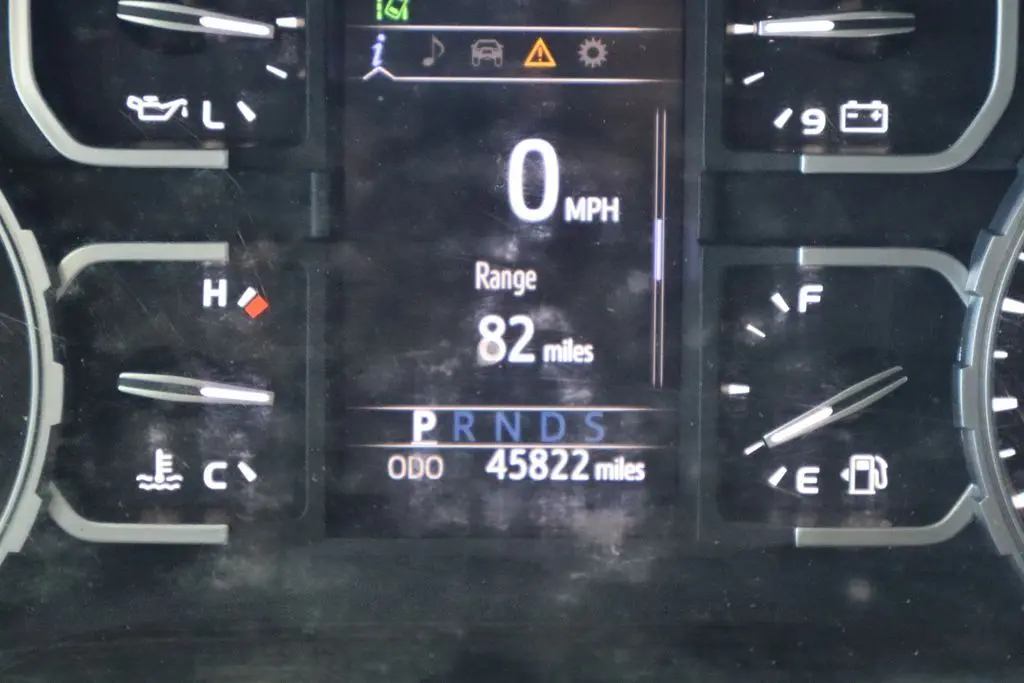 L
9
0 MPH
H
Range
F
82 miles
P R N D S
C
ODO 45822 miles
E